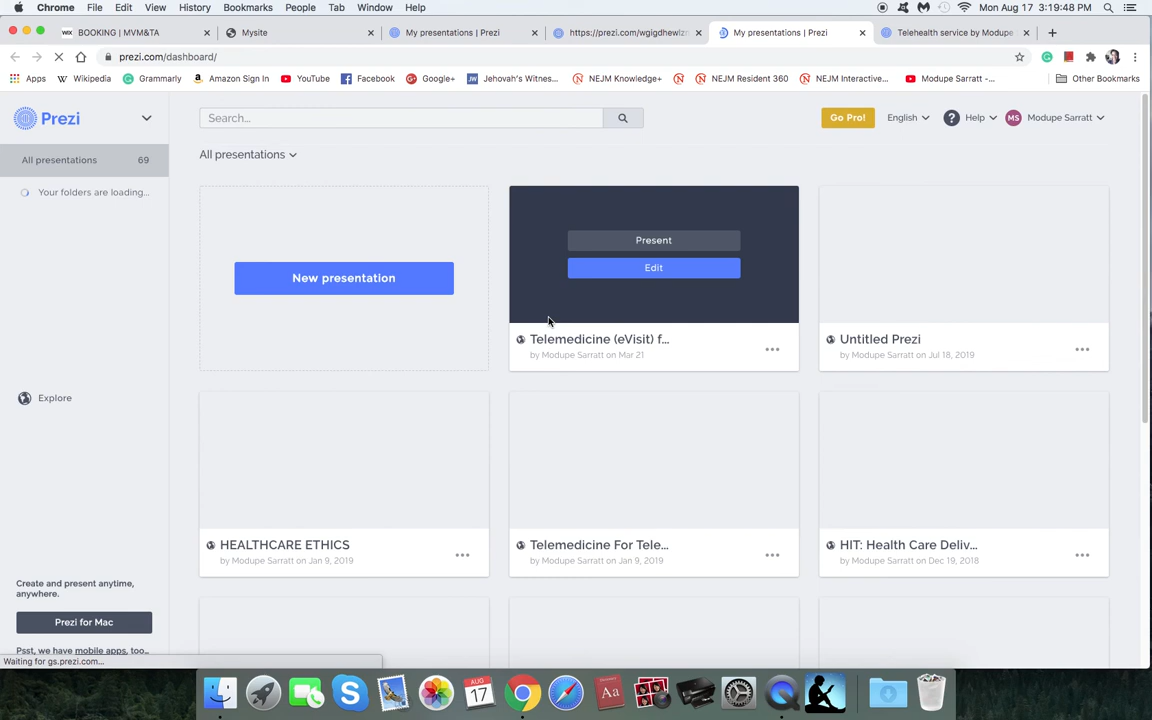 Chrome File Edit View History Bookmarks People Tab Window Help Mon Aug 17 3:19:48 PM
WIX BOOKING | MVM&TA Mysite My presentations | Prezi https://prezi.com/wgigdhewlzn My presentations | Prezi Telehealth service by Modupe
prezi.com/dashboard/
Apps Wikipedia Grammarly Amazon Sign In YouTube Facebook Google+ JW Jehovah's Witnes... NEJM Knowledge+ NEJM Resident 360 NEJM Interactive... Modupe Sarratt -... Other Bookmarks
Prezi Search... Go Pro! English ? Help MS Modupe Sarratt
All presentations 69
All presentations
Your folders are loading...
Present
Edit
New presentation
Telemedicine (eVisit) f...
by Modupe Sarratt on Mar 21
Untitled Prezi
by Modupe Sarratt on Jul 18, 2019
Explore
HEALTHCARE ETHICS
by Modupe Sarratt on Jan 9, 2019
Telemedicine For Tele...
by Modupe Sarratt on Jan 9, 2019
HIT: Health Care Deliv...
by Modupe Sarratt on Dec 19, 2018
Create and present anytime,
anywhere.
Prezi for Mac
Psst, we have mobile apps, too...
Waiting for gs.prezi.com...
AUG
17
Aa